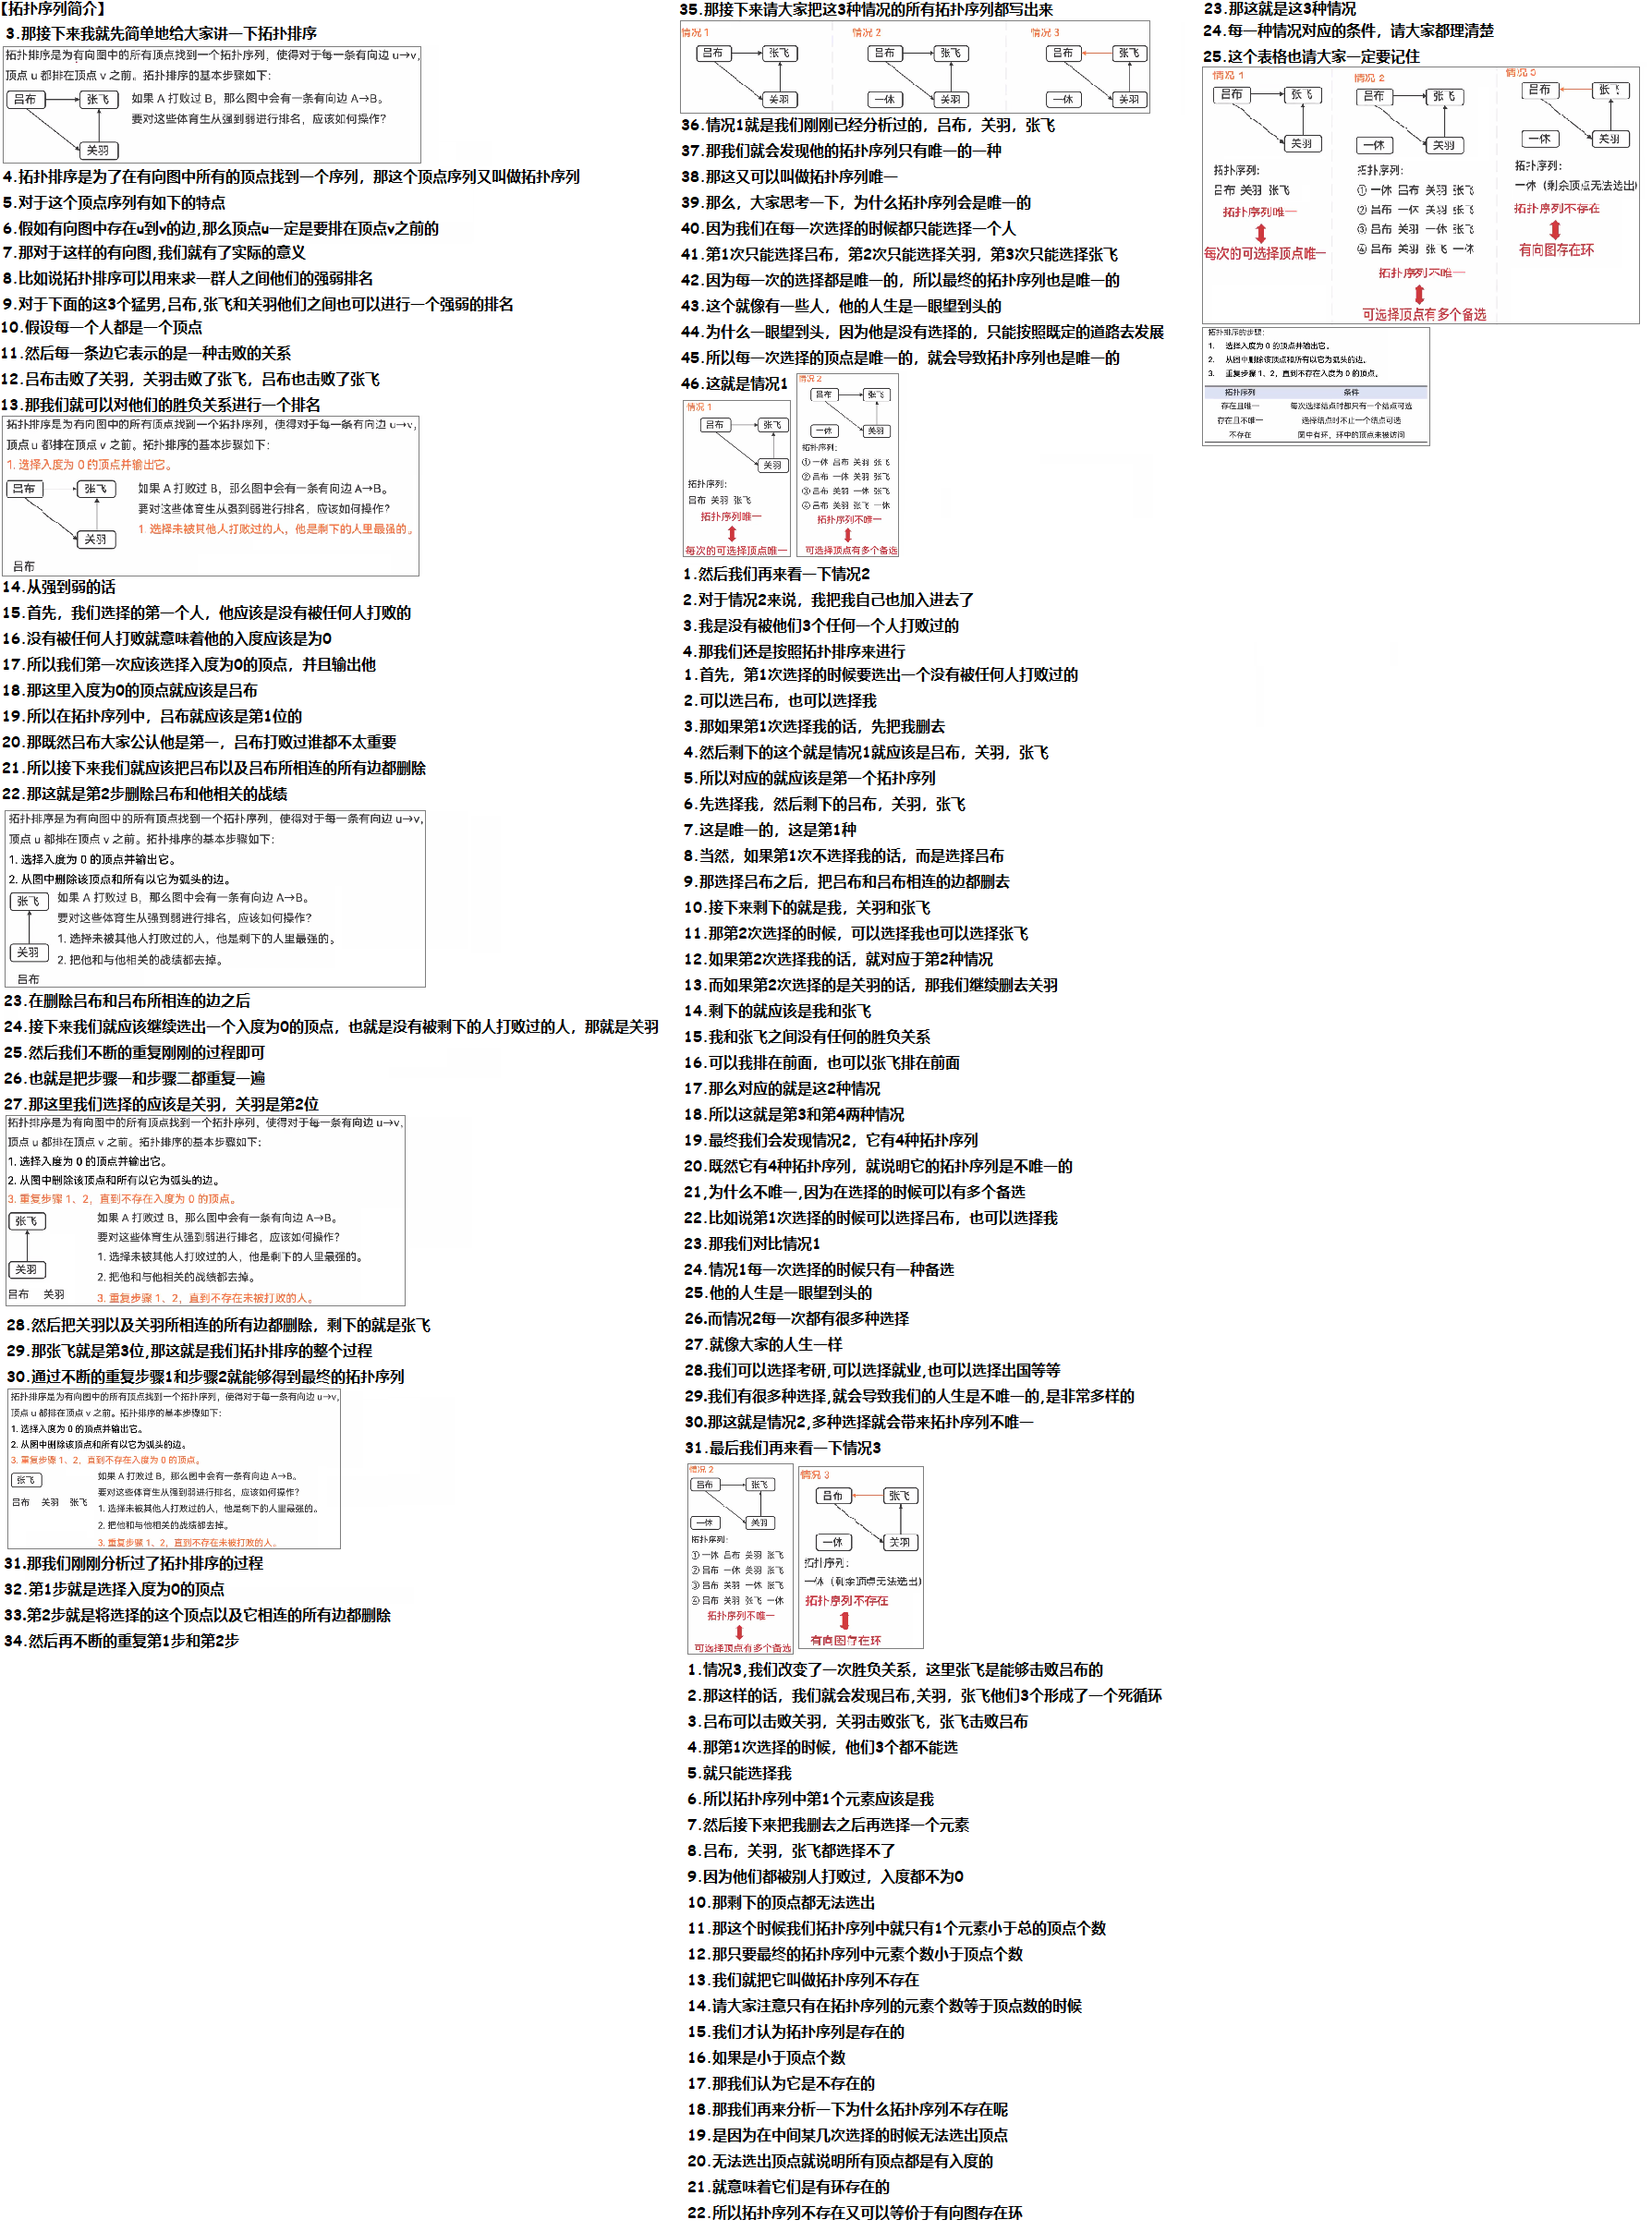 【拓扑序列简介】
3.那接下来我就先简单地给大家讲一下拓扑排序
拓扑排序是为有向图中的所有顶点找到一个拓扑序列，使得对于每一条有向边 u→v，
顶点 u 都排在顶点 v 之前。拓扑排序的基本步骤如下：
吕布 张飞 如果 A 打败过 B，那么图中会有一条有向边 A→B。
要对这些体育生从强到弱进行排名，应该如何操作？
关羽
4.拓扑排序是为了在有向图中所有的顶点找到一个序列，那这个顶点序列又叫做拓扑序列
5.对于这个顶点序列有如下的特点
6.假如有向图中存在u到v的边,那么顶点u一定是要排在顶点v之前的
7.那对于这样的有向图,我们就有了实际的意义
8.比如说拓扑排序可以用来求一群人之间他们的强弱排名
9.对于下面的这3个猛男,吕布,张飞和关羽他们之间也可以进行一个强弱的排名
10.假设每一个人都是一个顶点
11.然后每一条边它表示的是一种击败的关系
12.吕布击败了关羽，关羽击败了张飞，吕布也击败了张飞
13.那我们就可以对他们的胜负关系进行一个排名
拓扑排序是为有向图中的所有顶点找到一个拓扑序列，使得对于每一条有向边 u→v，
顶点 u 都排在顶点 v 之前。拓扑排序的基本步骤如下：
1. 选择入度为 0 的顶点并输出它。
吕布 张飞 如果 A 打败过 B，那么图中会有一条有向边 A→B。
要对这些体育生从强到弱进行排名，应该如何操作？
关羽 1. 选择未被其他人打败过的人，他是剩下的人里最强的。
吕布
14.从强到弱的话
15.首先，我们选择的第一个人，他应该是没有被任何人打败的
16.没有被任何人打败就意味着他的入度应该是为0
17.所以我们第一次应该选择入度为0的顶点，并且输出他
18.那这里入度为0的顶点就应该是吕布
19.所以在拓扑序列中，吕布就应该是第1位的
20.那既然吕布大家公认他是第一，吕布打败过谁都不太重要
21.所以接下来我们就应该把吕布以及吕布所相连的所有边都删除
22.那这就是第2步删除吕布和他相关的战绩
拓扑排序是为有向图中的所有顶点找到一个拓扑序列，使得对于每一条有向边 u→v，
顶点 u 都排在顶点 v 之前。拓扑排序的基本步骤如下：
1. 选择入度为 0 的顶点并输出它。
2. 从图中删除该顶点和所有以它为弧头的边。
张飞 如果 A 打败过 B，那么图中会有一条有向边 A→B。
要对这些体育生从强到弱进行排名，应该如何操作？
1. 选择未被其他人打败过的人，他是剩下的人里最强的。
关羽 2. 把他和与他相关的战绩都去掉。
吕布
23.在删除吕布和吕布所相连的边之后
24.接下来我们就应该继续选出一个入度为0的顶点，也就是没有被剩下的人打败过的人，那就是关羽
25.然后我们不断的重复刚刚的过程即可
26.也就是把步骤一和步骤二都重复一遍
27.那这里我们选择的应该是关羽，关羽是第2位
拓扑排序是为有向图中的所有顶点找到一个拓扑序列，使得对于每一条有向边 u→v，
顶点 u 都排在顶点 v 之前。拓扑排序的基本步骤如下：
1. 选择入度为 0 的顶点并输出它。
2. 从图中删除该顶点和所有以它为弧头的边。
3. 重复步骤 1、2，直到不存在入度为 0 的顶点。
张飞 如果 A 打败过 B，那么图中会有一条有向边 A→B。
要对这些体育生从强到弱进行排名，应该如何操作？
1. 选择未被其他人打败过的人，他是剩下的人里最强的。
关羽 2. 把他和与他相关的战绩都去掉。
吕布 关羽 3. 重复步骤 1、2，直到不存在未被打败的人。
28.然后把关羽以及关羽所相连的所有边都删除，剩下的就是张飞
29.那张飞就是第3位,那这就是我们拓扑排序的整个过程
30.通过不断的重复步骤1和步骤2就能够得到最终的拓扑序列
拓扑排序是为有向图中的所有顶点找到一个拓扑序列，使得对于每一条有向边 u→v，
顶点 u 都排在顶点 v 之前。拓扑排序的基本步骤如下：
1. 选择入度为 0 的顶点并输出它。
2. 从图中删除该顶点和所有以它为弧头的边。
3. 重复步骤 1、2，直到不存在入度为 0 的顶点。
张飞 如果 A 打败过 B，那么图中会有一条有向边 A→B。
要对这些体育生从强到弱进行排名，应该如何操作？
吕布 关羽 张飞 1. 选择未被其他人打败过的人，他是剩下的人里最强的。
2. 把他和与他相关的战绩都去掉。
3. 重复步骤 1、2，直到不存在未被打败的人。
31.那我们刚刚分析过了拓扑排序的过程
32.第1步就是选择入度为0的顶点
33.第2步就是将选择的这个顶点以及它相连的所有边都删除
34.然后再不断的重复第1步和第2步
35.那接下来请大家把这3种情况的所有拓扑序列都写出来
情况 1 情况 2 情况 3
吕布 张飞 吕布 张飞 吕布 张飞
关羽 一休 关羽 一休 关羽
36.情况1就是我们刚刚已经分析过的，吕布，关羽，张飞
37.那我们就会发现他的拓扑序列只有唯一的一种
38.那这又可以叫做拓扑序列唯一
39.那么，大家思考一下，为什么拓扑序列会是唯一的
40.因为我们在每一次选择的时候都只能选择一个人
41.第1次只能选择吕布，第2次只能选择关羽，第3次只能选择张飞
42.因为每一次的选择都是唯一的，所以最终的拓扑序列也是唯一的
43.这个就像有一些人，他的人生是一眼望到头的
44.为什么一眼望到头，因为他是没有选择的，只能按照既定的道路去发展
45.所以每一次选择的顶点是唯一的，就会导致拓扑序列也是唯一的
46.这就是情况1
情况 1
吕布 张飞
关羽
拓扑序列：
吕布 关羽 张飞
拓扑序列唯一
每次的可选择顶点唯一
情况 2
吕布 张飞
一休 关羽
拓扑序列：
① 一休 吕布 关羽 张飞
② 吕布 一休 关羽 张飞
③ 吕布 关羽 一休 张飞
④ 吕布 关羽 张飞 一休
拓扑序列不唯一
可选择顶点有多个备选
1.然后我们再来看一下情况2
2.对于情况2来说，我把我自己也加入进去了
3.我是没有被他们3个任何一个人打败过的
4.那我们还是按照拓扑排序来进行
1.首先，第1次选择的时候要选出一个没有被任何人打败过的
2.可以选吕布，也可以选择我
3.那如果第1次选择我的话，先把我删去
4.然后剩下的这个就是情况1就应该是吕布，关羽，张飞
5.所以对应的就应该是第一个拓扑序列
6.先选择我，然后剩下的吕布，关羽，张飞
7.这是唯一的，这是第1种
8.当然，如果第1次不选择我的话，而是选择吕布
9.那选择吕布之后，把吕布和吕布相连的边都删去
10.接下来剩下的就是我，关羽和张飞
11.那第2次选择的时候，可以选择我也可以选择张飞
12.如果第2次选择我的话，就对应于第2种情况
13.而如果第2次选择的是关羽的话，那我们继续删去关羽
14.剩下的就应该是我和张飞
15.我和张飞之间没有任何的胜负关系
16.可以我排在前面，也可以张飞排在前面
17.那么对应的就是这2种情况
18.所以这就是第3和第4两种情况
19.最终我们会发现情况2，它有4种拓扑序列
20.既然它有4种拓扑序列，就说明它的拓扑序列是不唯一的
21,为什么不唯一,因为在选择的时候可以有多个备选
22.比如说第1次选择的时候可以选择吕布，也可以选择我
23.那我们对比情况1
24.情况1每一次选择的时候只有一种备选
25.他的人生是一眼望到头的
26.而情况2每一次都有很多种选择
27.就像大家的人生一样
28.我们可以选择考研,可以选择就业,也可以选择出国等等
29.我们有很多种选择,就会导致我们的人生是不唯一的,是非常多样的
30.那这就是情况2,多种选择就会带来拓扑序列不唯一
31.最后我们再来看一下情况3
情况 2
吕布 张飞
一休 关羽
拓扑序列：
① 一休 吕布 关羽 张飞
② 吕布 一休 关羽 张飞
③ 吕布 关羽 一休 张飞
④ 吕布 关羽 张飞 一休
拓扑序列不唯一
可选择顶点有多个备选
情况 3
吕布 张飞
一休 关羽
拓扑序列：
一休（剩余顶点无法选出）
拓扑序列不存在
有向图存在环
1.情况3,我们改变了一次胜负关系，这里张飞是能够击败吕布的
2.那这样的话，我们就会发现吕布,关羽，张飞他们3个形成了一个死循环
3.吕布可以击败关羽，关羽击败张飞，张飞击败吕布
4.那第1次选择的时候，他们3个都不能选
5.就只能选择我
6.所以拓扑序列中第1个元素应该是我
7.然后接下来把我删去之后再选择一个元素
8.吕布，关羽，张飞都选择不了
9.因为他们都被别人打败过，入度都不为0
10.那剩下的顶点都无法选出
11.那这个时候我们拓扑序列中就只有1个元素小于总的顶点个数
12.那只要最终的拓扑序列中元素个数小于顶点个数
13.我们就把它叫做拓扑序列不存在
14.请大家注意只有在拓扑序列的元素个数等于顶点数的时候
15.我们才认为拓扑序列是存在的
16.如果是小于顶点个数
17.那我们认为它是不存在的
18.那我们再来分析一下为什么拓扑序列不存在呢
19.是因为在中间某几次选择的时候无法选出顶点
20.无法选出顶点就说明所有顶点都是有入度的
21.就意味着它们是有环存在的
22.所以拓扑序列不存在又可以等价于有向图存在环
23.那这就是这3种情况
24.每一种情况对应的条件，请大家都理清楚
25.这个表格也请大家一定要记住
情况 1
吕布 张飞
关羽
拓扑序列：
吕布 关羽 张飞
拓扑序列唯一
每次的可选择顶点唯一
情况 2
吕布 张飞
一休 关羽
拓扑序列：
① 一休 吕布 关羽 张飞
② 吕布 一休 关羽 张飞
③ 吕布 关羽 一休 张飞
④ 吕布 关羽 张飞 一休
拓扑序列不唯一
可选择顶点有多个备选
情况 3
吕布 张飞
一休 关羽
拓扑序列：
一休（剩余顶点无法选出）
拓扑序列不存在
有向图存在环
拓扑排序的步骤：
1. 选择入度为 0 的顶点并输出它。
2. 从图中删除该顶点和所有以它为弧头的边。
3. 重复步骤 1、2，直到不存在入度为 0 的顶点。
拓扑序列 条件
存在且唯一 每次选择结点时都只有一个结点可选
存在且不唯一 选择结点时不止一个结点可选
不存在 图中有环，环中的顶点未被访问